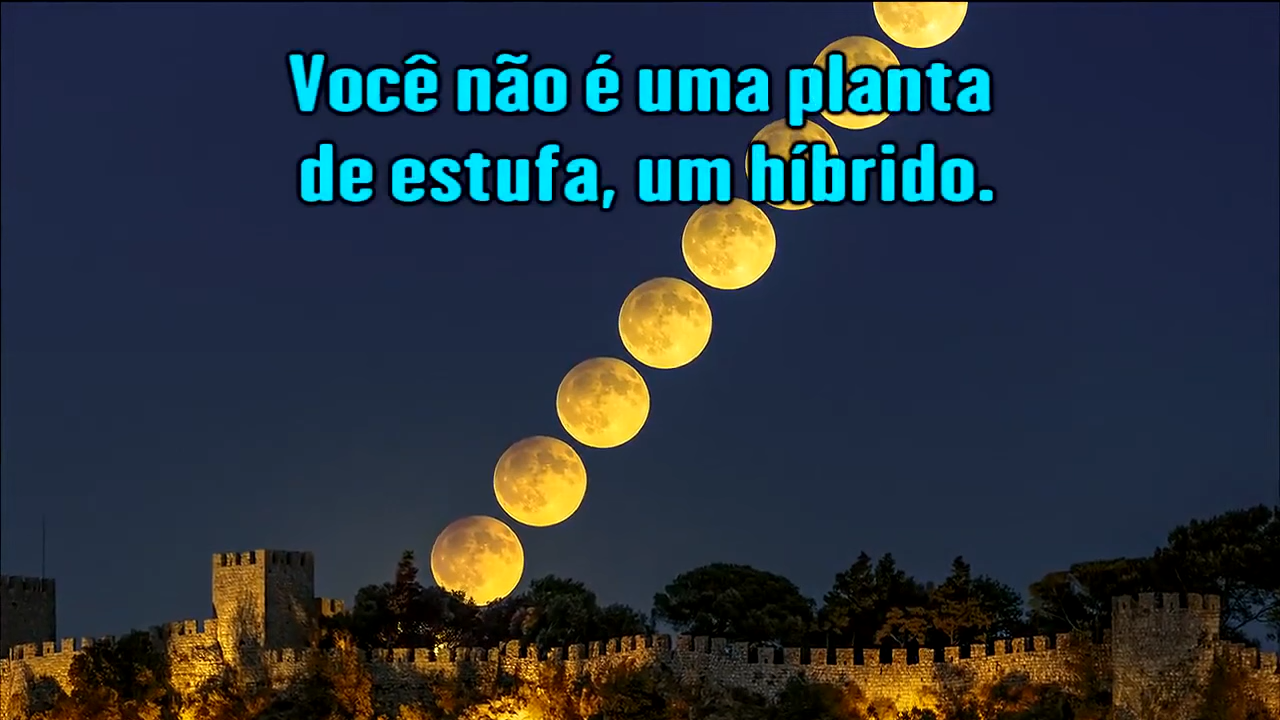 Você não é uma planta
de estufa, um híbrido.